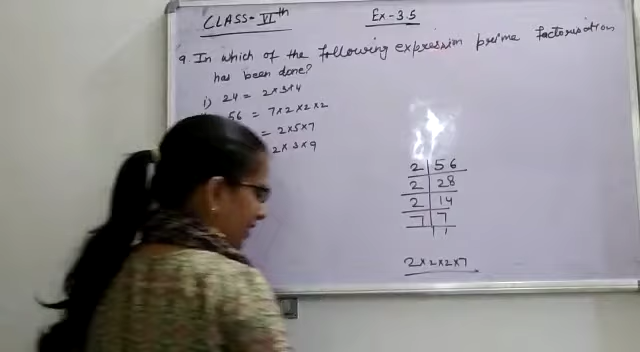 CLASS-VIth
Ex-3.5
9 In which of the following expression prime factorisation
has been done?
i) 24 = 2×3×4
56 = 7×2×2×2
= 2×5×7
2×3×9
2 | 56
2 | 28
2 | 14
7 | 7
1
2×2×2×7